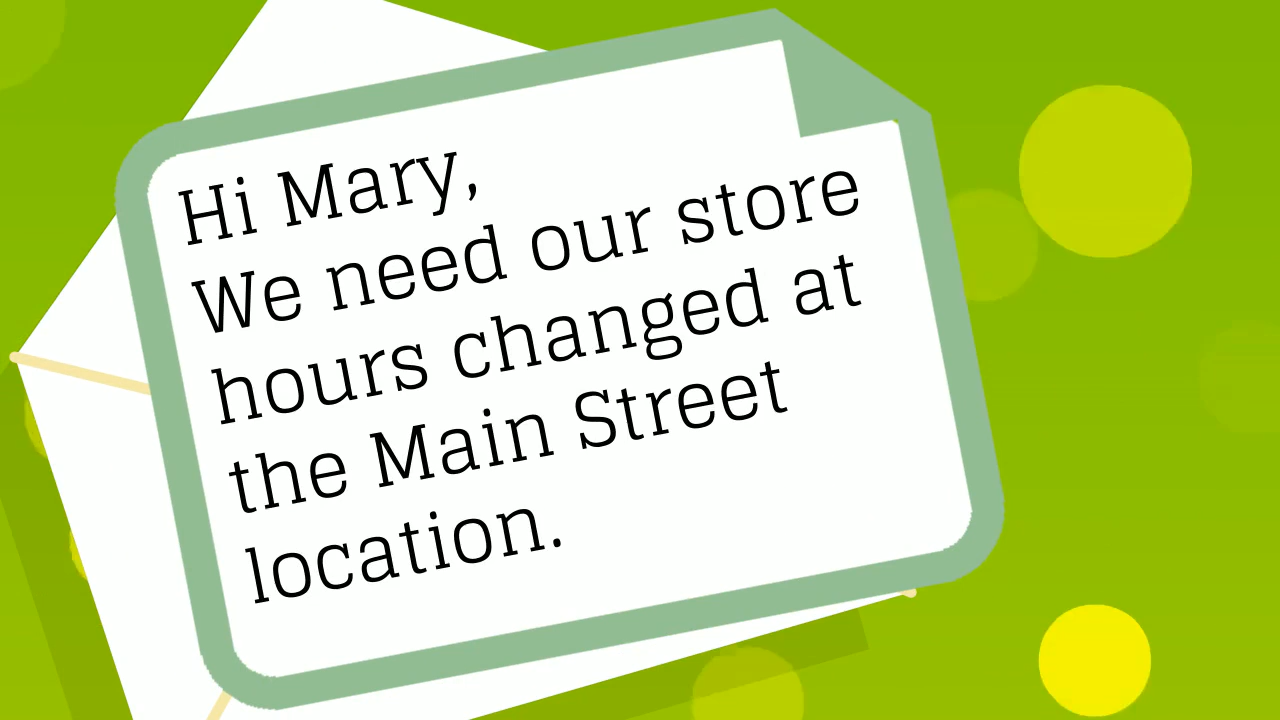 Hi Mary,
We need our store
hours changed at
the Main Street
location.